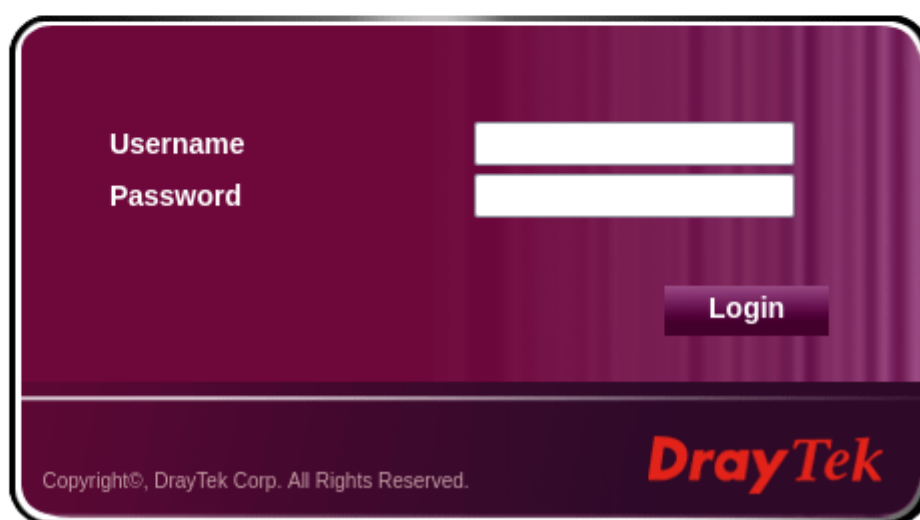 Username
Password
Login
Copyright©, DrayTek Corp. All Rights Reserved.
DrayTek